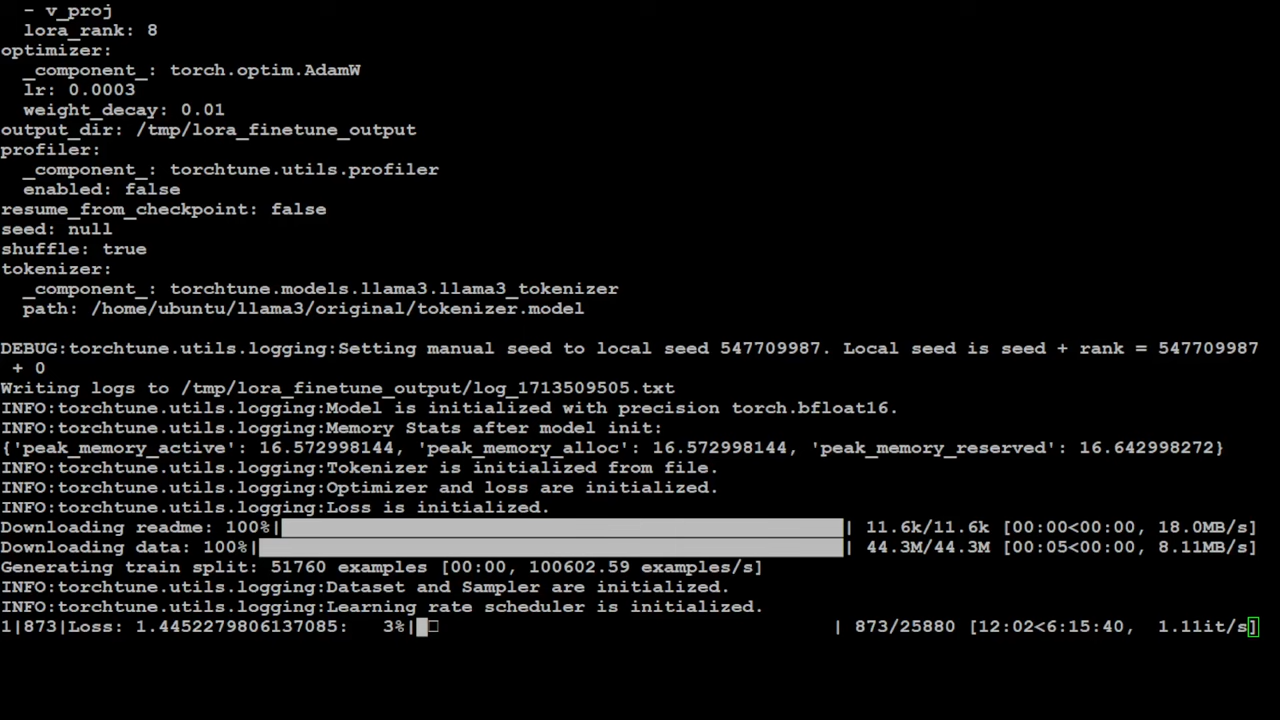 - v_proj
lora_rank: 8
optimizer:
_component_: torch.optim.AdamW
lr: 0.0003
weight_decay: 0.01
output_dir: /tmp/lora_finetune_output
profiler:
_component_: torchtune.utils.profiler
enabled: false
resume_from_checkpoint: false
seed: null
shuffle: true
tokenizer:
_component_: torchtune.models.llama3.llama3_tokenizer
path: /home/ubuntu/llama3/original/tokenizer.model
DEBUG:torchtune.utils.logging:Setting manual seed to local seed 547709987. Local seed is seed + rank = 547709987
+ 0
Writing logs to /tmp/lora_finetune_output/log_1713509505.txt
INFO:torchtune.utils.logging:Model is initialized with precision torch.bfloat16.
INFO:torchtune.utils.logging:Memory Stats after model init:
{'peak_memory_active': 16.572998144, 'peak_memory_alloc': 16.572998144, 'peak_memory_reserved': 16.642998272}
INFO:torchtune.utils.logging:Tokenizer is initialized from file.
INFO:torchtune.utils.logging:Optimizer and loss are initialized.
INFO:torchtune.utils.logging:Loss is initialized.
Downloading readme: 100%| | 11.6k/11.6k [00:00<00:00, 18.0MB/s]
Downloading data: 100%| | 44.3M/44.3M [00:05<00:00, 8.11MB/s]
Generating train split: 51760 examples [00:00, 100602.59 examples/s]
INFO:torchtune.utils.logging:Dataset and Sampler are initialized.
INFO:torchtune.utils.logging:Learning rate scheduler is initialized.
1|873|Loss: 1.4452279806137085: 3%| | 873/25880 [12:02<6:15:40, 1.11it/s]